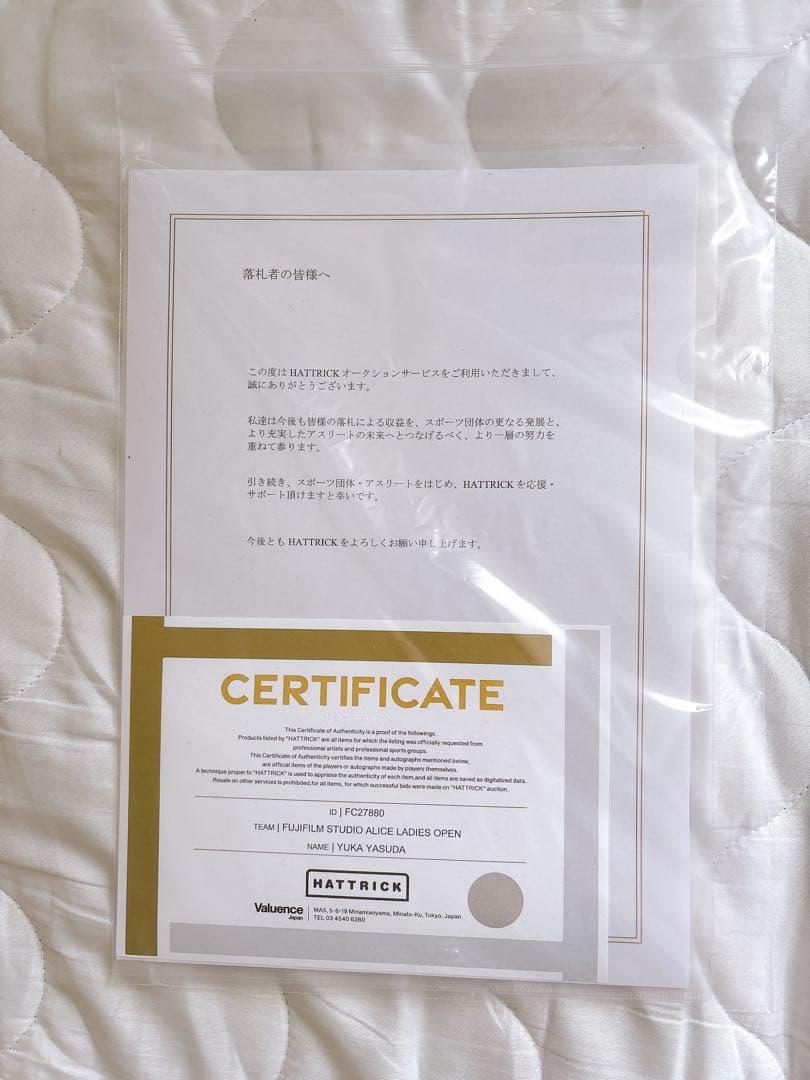 落札者の皆様へ
この度は HATTRICK オークションサービスをご利用いただきまして、
誠にありがとうございます。
私達は今後も皆様の落札による収益を、スポーツ団体の更なる発展と、
より充実したアスリートの未来へとつなげるべく、より一層の努力を
重ねて参ります。
引き続き、スポーツ団体・アスリートをはじめ、HATTRICK を応援・
サポート頂けますと幸いです。
今後とも HATTRICK をよろしくお願い申し上げます。
CERTIFICATE
HATTRICK
This Certificate of Authenticity is a proof of the followings.
Products listed by "HATTRICK" are all items for which the listing was officially requested from
professional artists and professional sports groups.
This Certificate of Authenticity certifies the items and autographs mentioned below,
are official items of the players or autographs made by players themselves.
A technique proper to "HATTRICK" is used to appraise the authenticity of each item,and all items are saved as digitalized data.
Resale on other services is prohibited,for all items, for which successful bids were made on "HATTRICK" auction.
ID | FC27880
TEAM | FUJIFILM STUDIO ALICE LADIES OPEN
NAME | YUKA YASUDA
HATTRICK
Valuence Japan
MA5, 5-6-19 Minamiaoyama, Minato-Ku, Tokyo, Japan
TEL 03 4540 6280